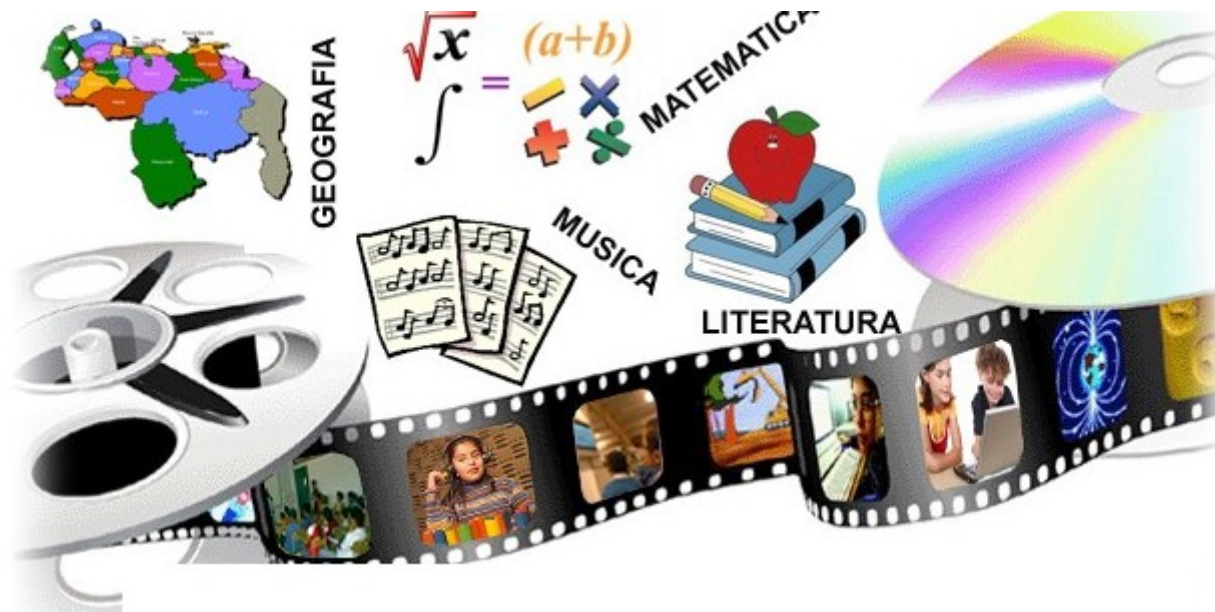 GEOGRAFIA
√x
∫
=
(a+b)
− ×
+ ÷
MATEMATICA
MUSICA
LITERATURA